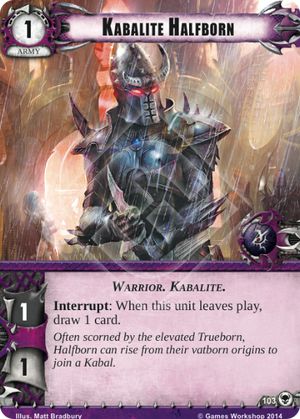 1
Kabalite Halfborn
ARMY
Warrior. Kabalite.
1
Interrupt: When this unit leaves play,
draw 1 card.
Often scorned by the elevated Trueborn,
Halfborn can rise from their vatborn origins to
join a Kabal.
1
103
Illus. Matt Bradbury
© Games Workshop 2014